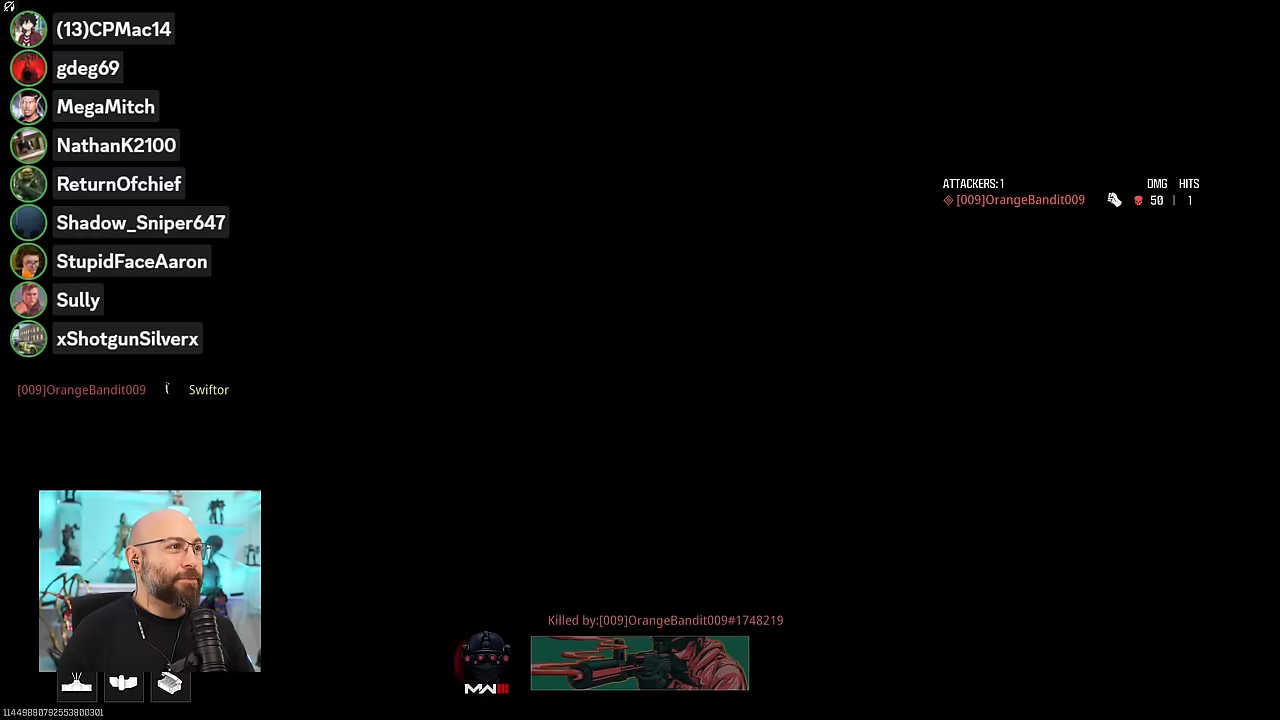 (13)CPMac14
gdeg69
MegaMitch
NathanK2100
ReturnOfchief
Shadow_Sniper647
StupidFaceAaron
Sully
xShotgunSilverx
ATTACKERS: 1 DMG HITS
[009]OrangeBandit009 50 | 1
[009]OrangeBandit009 Swiftor
Killed by:[009]OrangeBandit009#1748219
MWIII
11449880792553800301